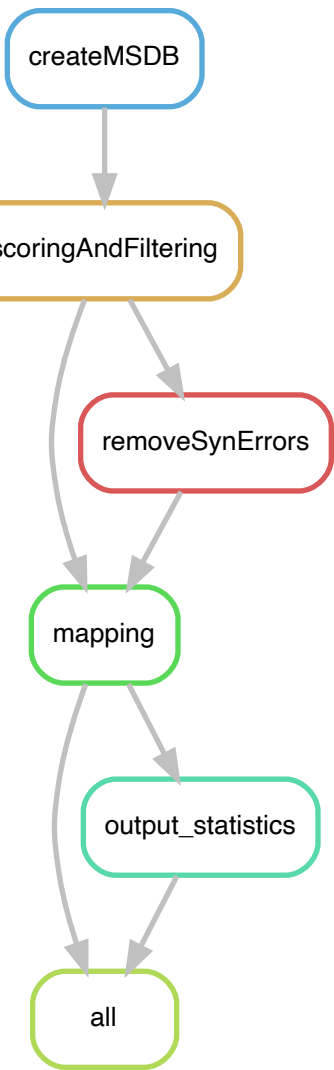 createMSDB
scoringAndFiltering
removeSynErrors
mapping
output_statistics
all